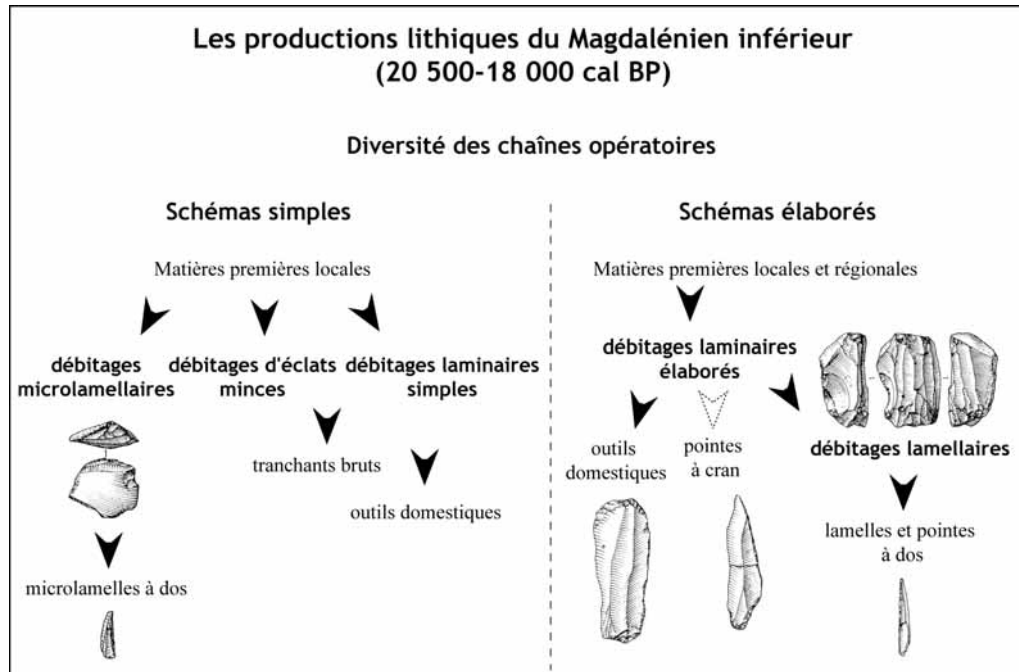 Les productions lithiques du Magdalénien inférieur
(20 500-18 000 cal BP)
Diversité des chaînes opératoires
Schémas simples
Matières premières locales
débitages
microlamellaires
débitages d'éclats
minces
débitages laminaires
simples
tranchants bruts
outils domestiques
microlamelles à dos
Schémas élaborés
Matières premières locales et régionales
débitages laminaires
élaborés
outils
domestiques
pointes
à cran
débitages lamellaires
lamelles et pointes
à dos